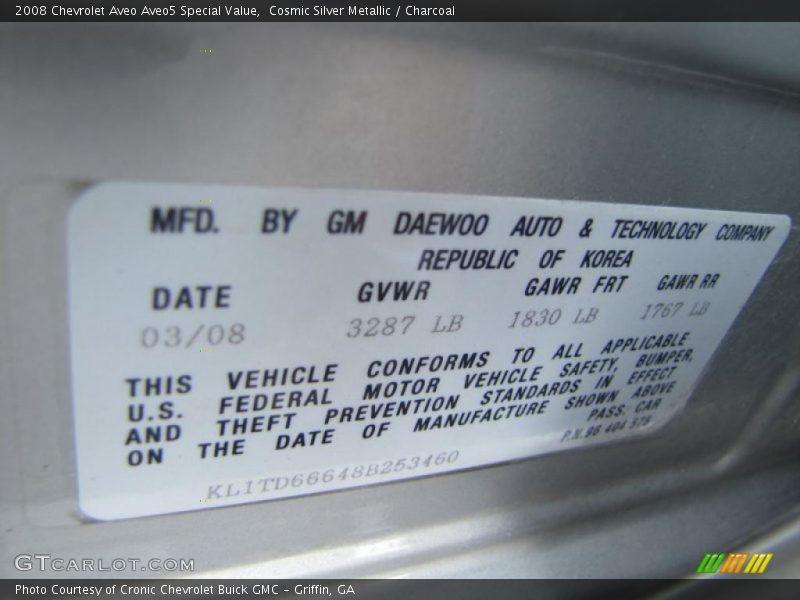 2008 Chevrolet Aveo Aveo5 Special Value,  Cosmic Silver Metallic / Charcoal
MFD. BY GM DAEWOO AUTO & TECHNOLOGY COMPANY
REPUBLIC OF KOREA
DATE GVWR GAWR FRT GAWR RR
03/08 3287 LB 1830 LB 1767 LB
THIS VEHICLE CONFORMS TO ALL APPLICABLE
U.S. FEDERAL MOTOR VEHICLE SAFETY, BUMPER,
AND THEFT PREVENTION STANDARDS IN EFFECT
ON THE DATE OF MANUFACTURE SHOWN ABOVE
PASS. CAR
P.N.96 404 576
KL1TD66648B253460
GTCARLOT.COM
Photo Courtesy of Cronic Chevrolet Buick GMC – Griffin, GA